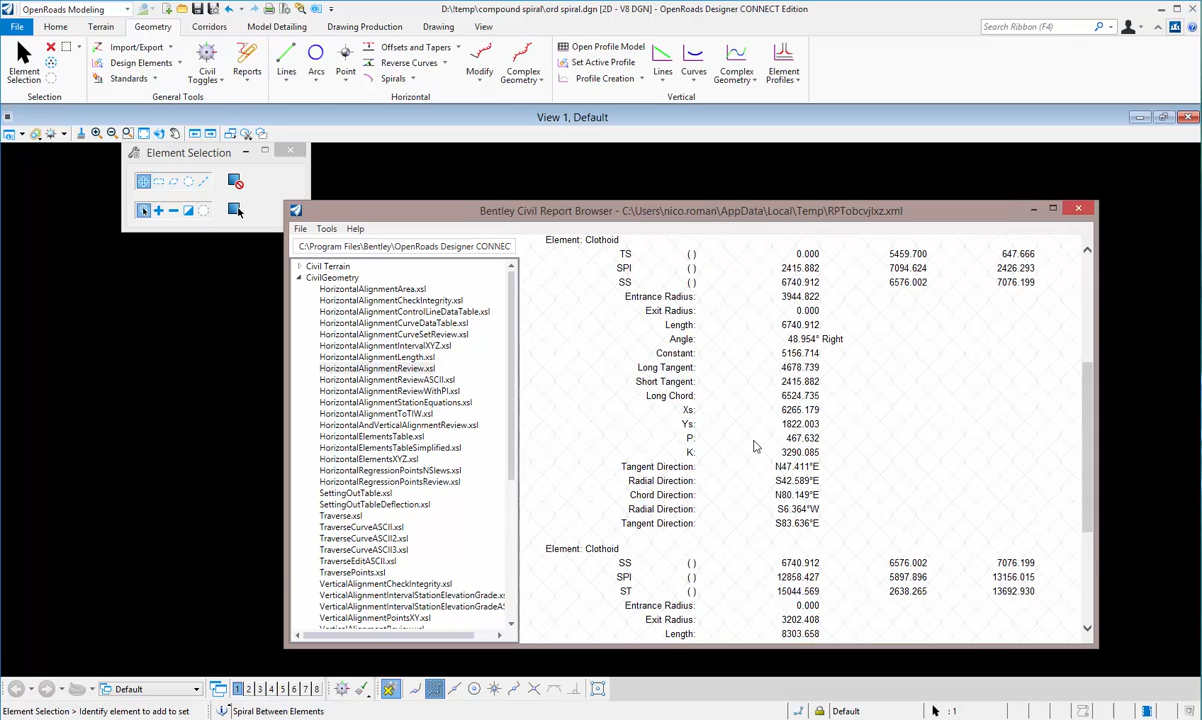 OpenRoads Modeling
D:\!temp\compound spiral\ord spiral.dgn [2D - V8 DGN] - OpenRoads Designer CONNECT Edition
File Home Terrain Geometry Corridors Model Detailing Drawing Production Drawing View
Search Ribbon (F4)
Element Selection
Selection
Import/Export
Design Elements
Standards
Civil Toggles
Reports
General Tools
Lines
Arcs
Point
Offsets and Tapers
Reverse Curves
Spirals
Modify
Complex Geometry
Horizontal
Open Profile Model
Set Active Profile
Profile Creation
Lines
Curves
Complex Geometry
Element Profiles
Vertical
View 1, Default
Element Selection
Bentley Civil Report Browser - C:\Users\nico.roman\AppData\Local\Temp\RPTobcvjlxz.xml
File Tools Help
C:\Program Files\Bentley\OpenRoads Designer CONNECT
Civil Terrain
CivilGeometry
HorizontalAlignmentArea.xsl
HorizontalAlignmentCheckIntegrity.xsl
HorizontalAlignmentControlLineDataTable.xsl
HorizontalAlignmentCurveDataTable.xsl
HorizontalAlignmentCurveSetReview.xsl
HorizontalAlignmentIntervalXYZ.xsl
HorizontalAlignmentLength.xsl
HorizontalAlignmentReview.xsl
HorizontalAlignmentReviewASCII.xsl
HorizontalAlignmentReviewWithPI.xsl
HorizontalAlignmentStationEquations.xsl
HorizontalAlignmentToTIW.xsl
HorizontalAndVerticalAlignmentReview.xsl
HorizontalElementsTable.xsl
HorizontalElementsTableSimplified.xsl
HorizontalElementsXYZ.xsl
HorizontalRegressionPointsNSlews.xsl
HorizontalRegressionPointsReview.xsl
SettingOutTable.xsl
SettingOutTableDeflection.xsl
Traverse.xsl
TraverseCurveASCII.xsl
TraverseCurveASCII2.xsl
TraverseCurveASCII3.xsl
TraverseEditASCII.xsl
TraversePoints.xsl
VerticalAlignmentCheckIntegrity.xsl
VerticalAlignmentIntervalStationElevationGrade.xs
VerticalAlignmentIntervalStationElevationGradeAS
VerticalAlignmentPointsXY.xsl
Element: Clothoid
TS ( ) 0.000 5459.700 647.666
SPI ( ) 2415.882 7094.624 2426.293
SS ( ) 6740.912 6576.002 7076.199
Entrance Radius: 3944.822
Exit Radius: 0.000
Length: 6740.912
Angle: 48.954° Right
Constant: 5156.714
Long Tangent: 4678.739
Short Tangent: 2415.882
Long Chord: 6524.735
Xs: 6265.179
Ys: 1822.003
P: 467.632
K: 3290.085
Tangent Direction: N47.411°E
Radial Direction: S42.589°E
Chord Direction: N80.149°E
Radial Direction: S6.364°W
Tangent Direction: S83.636°E
Element: Clothoid
SS ( ) 6740.912 6576.002 7076.199
SPI ( ) 12858.427 5897.896 13156.015
ST ( ) 15044.569 2638.265 13692.930
Entrance Radius: 0.000
Exit Radius: 3202.408
Length: 8303.658
Default
1 2 3 4 5 6 7 8
Element Selection > Identify element to add to set
Spiral Between Elements
Default
: 1